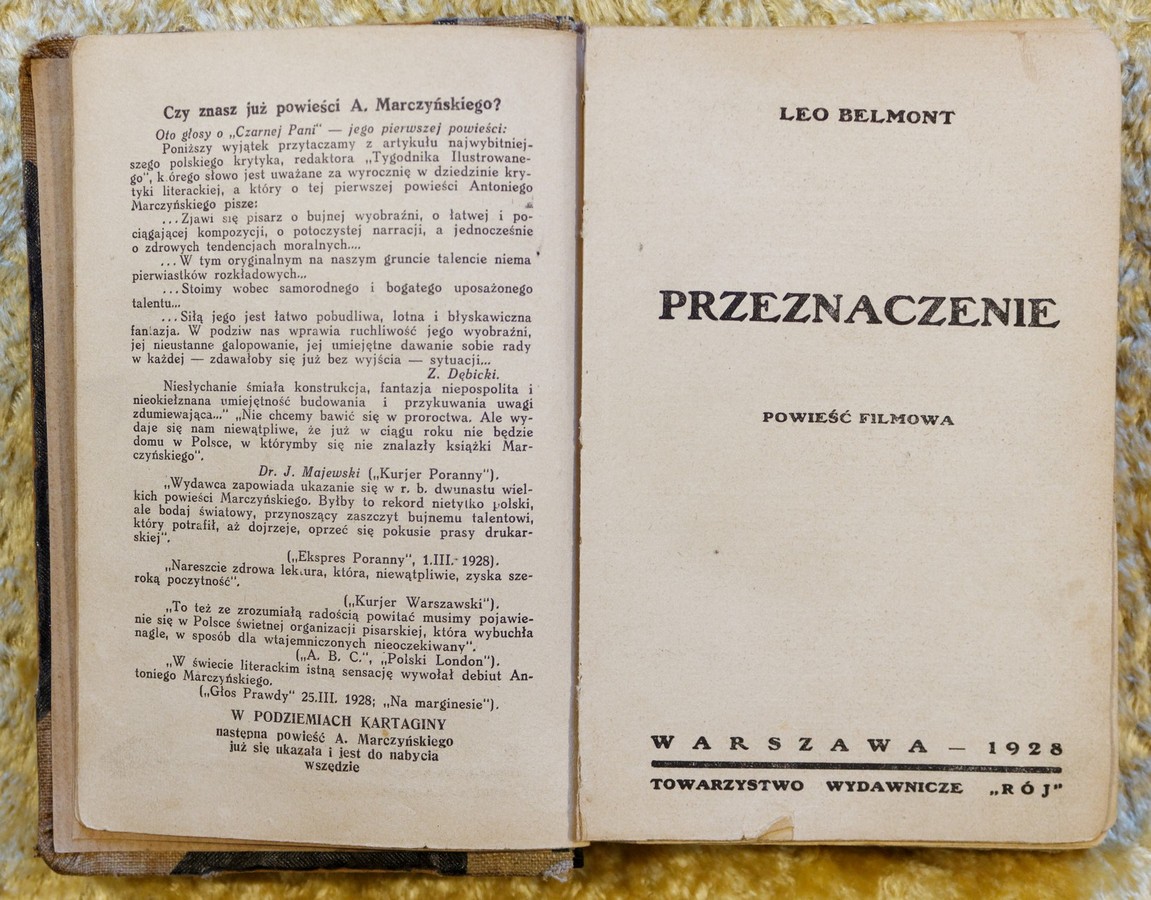 Czy znasz już powieści A. Marczyńskiego?
Oto głosy o „Czarnej Pani" — jego pierwszej powieści:
Poniższy wyjątek przytaczamy z artykułu najwybitniej-
szego polskiego krytyka, redaktora „Tygodnika Ilustrowane-
go", k.órego słowo jest uważane za wyrocznię w dziedzinie kry-
tyki literackiej, a który o tej pierwszej powieści Antoniego
Marczyńskiego pisze:
...Zjawi się pisarz o bujnej wyobraźni, o łatwej i po-
ciągającej kompozycji, o potoczystej narracji, a jednocześnie
o zdrowych tendencjach moralnych....
...W tym oryginalnym na naszym gruncie talencie niema
pierwiastków rozkładowych...
...Stoimy wobec samorodnego i bogatego uposażonego
talentu...
...Siłą jego jest łatwo pobudliwa, lotna i błyskawiczna
fantazja. W podziw nas wprawia ruchliwość jego wyobraźni,
jej nieustanne galopowanie, jej umiejętne dawanie sobie rady
w każdej — zdawałoby się już bez wyjścia — sytuacji...
Z. Dębicki.
Niesłychanie śmiała konstrukcja, fantazja niepospolita i
nieokiełznana umiejętność budowania i przykuwania uwagi
zdumiewająca..." „Nie chcemy bawić się w proroctwa. Ale wy-
daje się nam niewątpliwe, że już w ciągu roku nie będzie
domu w Polsce, w którymby się nie znalazły książki Mar-
czyńskiego".
Dr. J. Majewski („Kurjer Poranny").
„Wydawca zapowiada ukazanie się w r. b. dwunastu wiel-
kich powieści Marczyńskiego. Byłby to rekord nietylko polski,
ale bodaj światowy, przynoszący zaszczyt bujnemu talentowi,
który potrafił, aż dojrzeje, oprzeć się pokusie prasy drukar-
skiej".
(„Ekspres Poranny", 1.III.- 1928).
„Nareszcie zdrowa lektura, która, niewątpliwie, zyska sze-
roką poczytność".
(„Kurjer Warszawski").
„To też ze zrozumiałą radością powitać musimy pojawie-
nie się w Polsce świetnej organizacji pisarskiej, która wybuchła
nagle, w sposób dla wtajemniczonych nieoczekiwany".
(„A. B. C.", „Polski London").
„W świecie literackim istną sensację wywołał debiut An-
toniego Marczyńskiego.
(„Głos Prawdy" 25.III. 1928; „Na marginesie").
W PODZIEMIACH KARTAGINY
następna powieść A. Marczyńskiego
już się ukazała i jest do nabycia
wszędzie
LEO BELMONT
PRZEZNACZENIE
POWIEŚĆ FILMOWA
WARSZAWA — 1928
TOWARZYSTWO WYDAWNICZE „RÓJ"